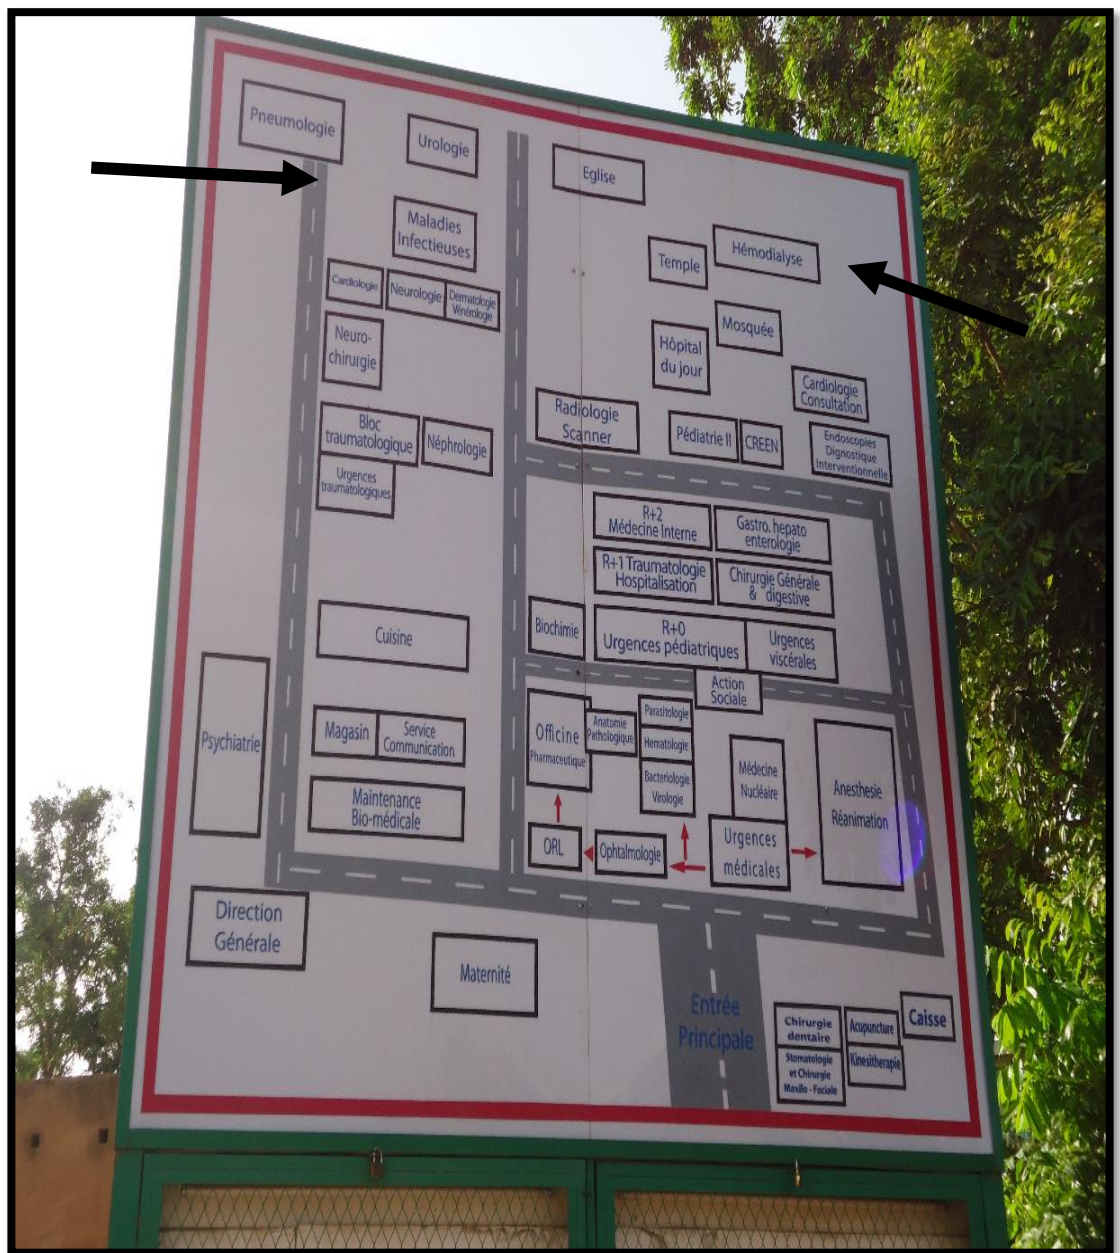 Pneumologie
Urologie
Eglise
Maladies
Infectieuses
Temple
Hémodialyse
Cardiologie
Neurologie
Dermatologie
Vénérologie
Mosquée
Neuro-
chirurgie
Hôpital
du jour
Cardiologie
Consultation
Radiologie
Scanner
Bloc
traumatologique
Néphrologie
Pédiatrie II
CREEN
Endoscopies
Dignostique
Interventionnelle
Urgences
traumatologiques
R+2
Médecine Interne
Gastro. hepato
enterologie
R+1 Traumatologie
Hospitalisation
Chirurgie Générale
& digestive
Biochimie
R+0
Urgences pédiatriques
Urgences
viscérales
Cuisine
Action
Sociale
Psychiatrie
Magasin
Service
Communication
Officine
Pharmaceutique
Anatomie
Pathologique
Parasitologie
Hematologie
Bacteriologie
Virologie
Médecine
Nucléaire
Anesthesie
Réanimation
Maintenance
Bio-médicale
ORL
Ophtalmologie
Urgences
médicales
Direction
Générale
Maternité
Entrée
Principale
Chirurgie
dentaire
Acupuncture
Caisse
Stomatologie
et Chirurgie
Maxilo - Faciale
Kinesitherapie